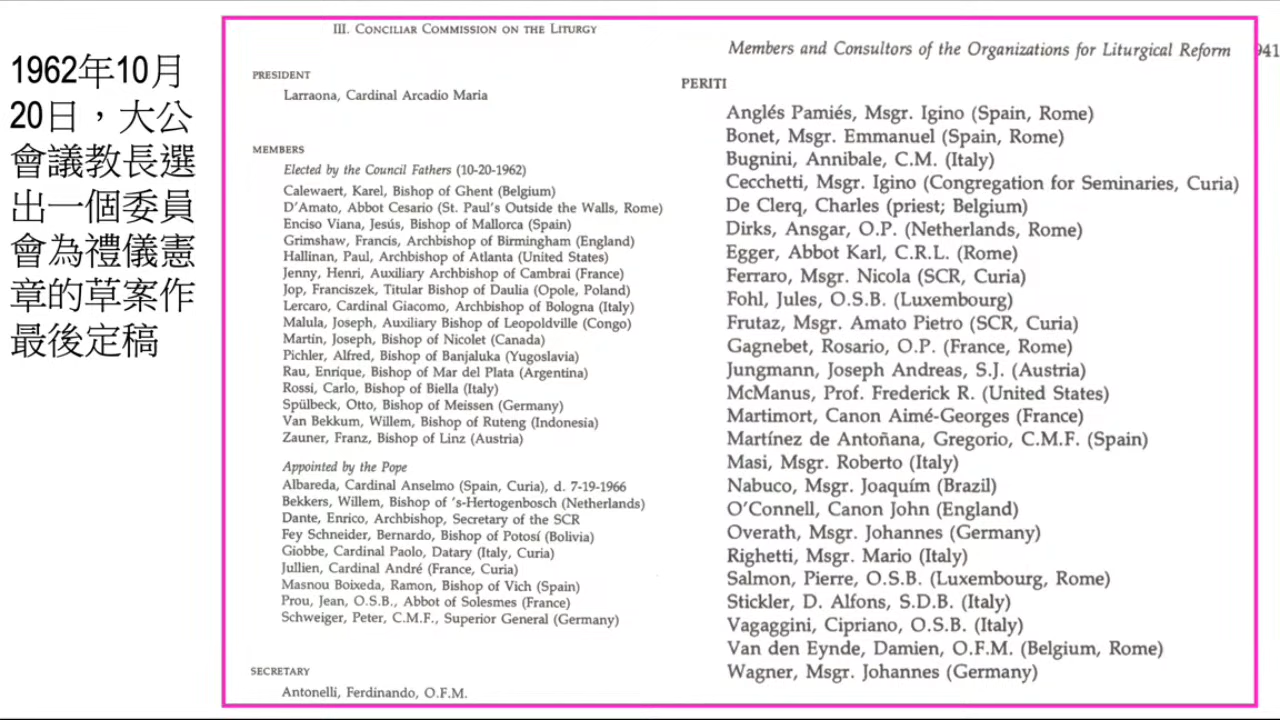 1962年10月
20日，大公
會議教長選
出一個委員
會為禮儀憲
章的草案作
最後定稿
III. Conciliar Commission on the Liturgy
PRESIDENT
Larraona, Cardinal Arcadio Maria
MEMBERS
Elected by the Council Fathers (10-20-1962)
Calewaert, Karel, Bishop of Ghent (Belgium)
D'Amato, Abbot Cesario (St. Paul's Outside the Walls, Rome)
Enciso Viana, Jesús, Bishop of Mallorca (Spain)
Grimshaw, Francis, Archbishop of Birmingham (England)
Hallinan, Paul, Archbishop of Atlanta (United States)
Jenny, Henri, Auxiliary Archbishop of Cambrai (France)
Jop, Franciszek, Titular Bishop of Daulia (Opole, Poland)
Lercaro, Cardinal Giacomo, Archbishop of Bologna (Italy)
Malula, Joseph, Auxiliary Bishop of Leopoldville (Congo)
Martin, Joseph, Bishop of Nicolet (Canada)
Pichler, Alfred, Bishop of Banjaluka (Yugoslavia)
Rau, Enrique, Bishop of Mar del Plata (Argentina)
Rossi, Carlo, Bishop of Biella (Italy)
Spülbeck, Otto, Bishop of Meissen (Germany)
Van Bekkum, Willem, Bishop of Ruteng (Indonesia)
Zauner, Franz, Bishop of Linz (Austria)
Appointed by the Pope
Albareda, Cardinal Anselmo (Spain, Curia), d. 7-19-1966
Bekkers, Willem, Bishop of 's-Hertogenbosch (Netherlands)
Dante, Enrico, Archbishop, Secretary of the SCR
Fey Schneider, Bernardo, Bishop of Potosí (Bolivia)
Giobbe, Cardinal Paolo, Datary (Italy, Curia)
Jullien, Cardinal André (France, Curia)
Masnou Boixeda, Ramon, Bishop of Vich (Spain)
Prou, Jean, O.S.B., Abbot of Solesmes (France)
Schweiger, Peter, C.M.F., Superior General (Germany)
SECRETARY
Antonelli, Ferdinando, O.F.M.
Members and Consultors of the Organizations for Liturgical Reform 941
PERITI
Anglés Pamiés, Msgr. Igino (Spain, Rome)
Bonet, Msgr. Emmanuel (Spain, Rome)
Bugnini, Annibale, C.M. (Italy)
Cecchetti, Msgr. Igino (Congregation for Seminaries, Curia)
De Clerq, Charles (priest; Belgium)
Dirks, Ansgar, O.P. (Netherlands, Rome)
Egger, Abbot Karl, C.R.L. (Rome)
Ferraro, Msgr. Nicola (SCR, Curia)
Fohl, Jules, O.S.B. (Luxembourg)
Frutaz, Msgr. Amato Pietro (SCR, Curia)
Gagnebet, Rosario, O.P. (France, Rome)
Jungmann, Joseph Andreas, S.J. (Austria)
McManus, Prof. Frederick R. (United States)
Martimort, Canon Aimé-Georges (France)
Martínez de Antoñana, Gregorio, C.M.F. (Spain)
Masi, Msgr. Roberto (Italy)
Nabuco, Msgr. Joaquím (Brazil)
O'Connell, Canon John (England)
Overath, Msgr. Johannes (Germany)
Righetti, Msgr. Mario (Italy)
Salmon, Pierre, O.S.B. (Luxembourg, Rome)
Stickler, D. Alfons, S.D.B. (Italy)
Vagaggini, Cipriano, O.S.B. (Italy)
Van den Eynde, Damien, O.F.M. (Belgium, Rome)
Wagner, Msgr. Johannes (Germany)